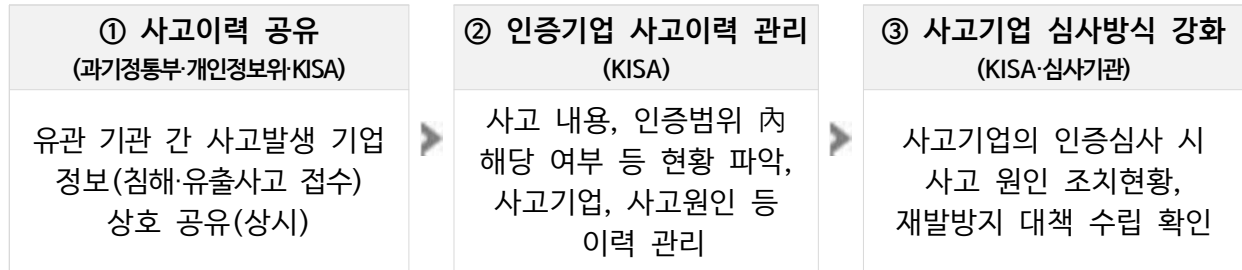 ① 사고이력 공유
(과기정통부·개인정보위·KISA)
유관 기관 간 사고발생 기업
정보(침해·유출사고 접수)
상호 공유(상시)
② 인증기업 사고이력 관리
(KISA)
사고 내용, 인증범위 內
해당 여부 등 현황 파악,
사고기업, 사고원인 등
이력 관리
③ 사고기업 심사방식 강화
(KISA·심사기관)
사고기업의 인증심사 시
사고 원인 조치현황,
재발방지 대책 수립 확인